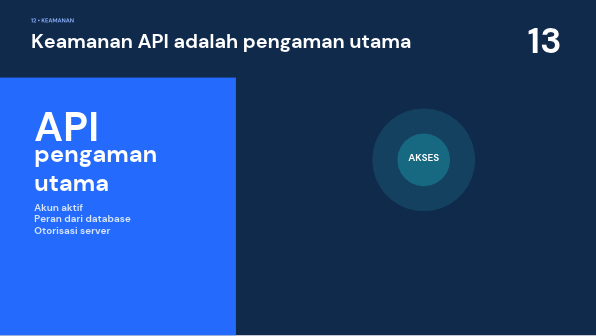 12 • KEAMANAN
Keamanan API adalah pengaman utama
13
API
pengaman
utama
Akun aktif
Peran dari database
Otorisasi server
AKSES